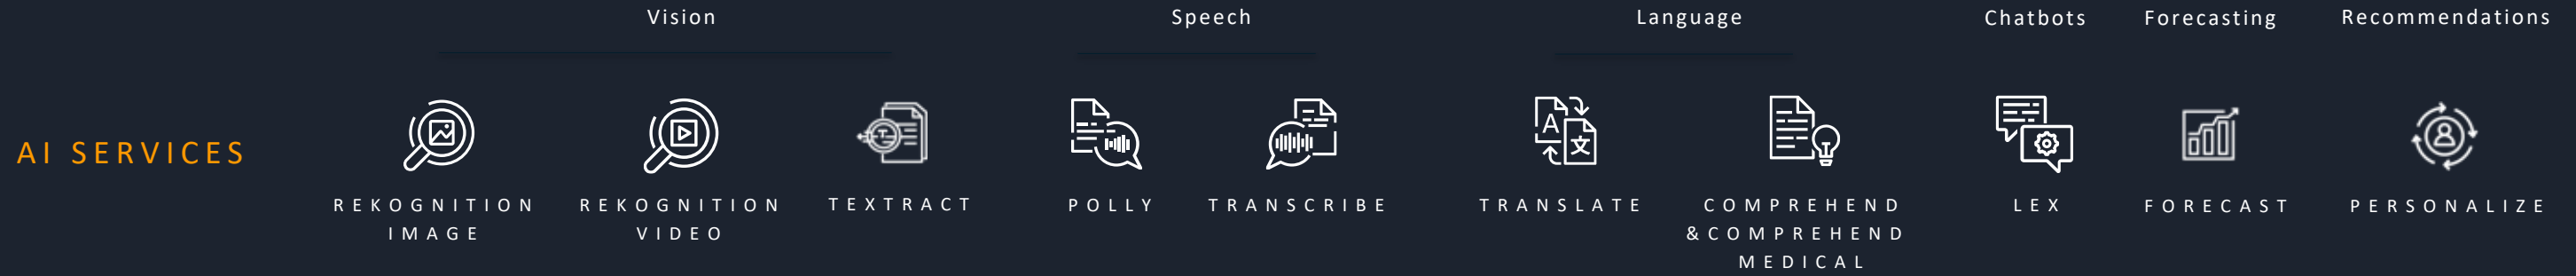 Vision
Speech
Language
Chatbots
Forecasting
Recommendations
AI SERVICES
REKOGNITION
IMAGE
REKOGNITION
VIDEO
TEXTRACT
POLLY
TRANSCRIBE
A
文
TRANSLATE
COMPREHEND
&COMPREHEND
MEDICAL
LEX
FORECAST
PERSONALIZE